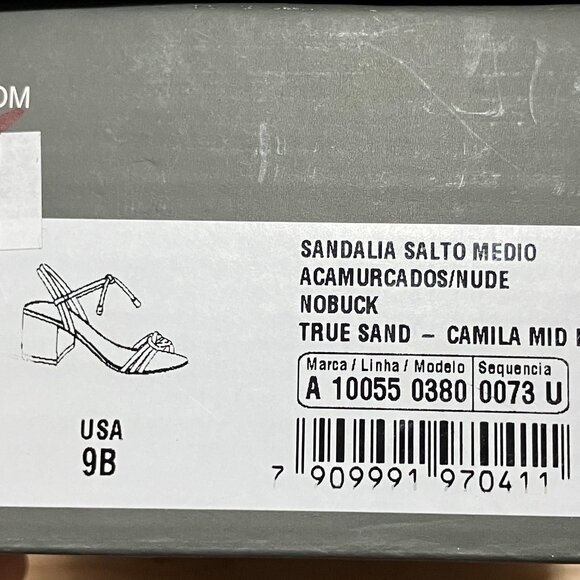 OM
SANDALIA SALTO MEDIO
ACAMURCADOS/NUDE
NOBUCK
TRUE SAND – CAMILA MID
Marca / Linha / Modelo Sequencia
A 10055 0380 0073 U
USA
9B
7 909991 970411